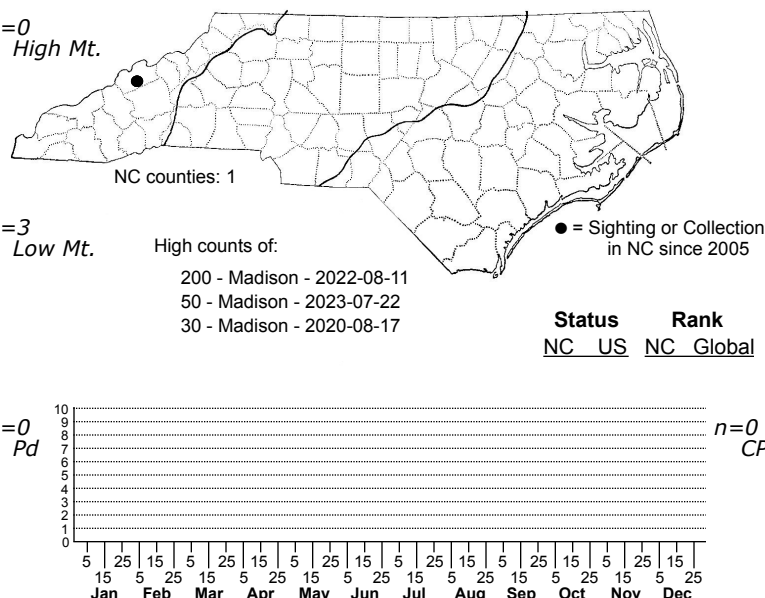 =0
High Mt.
NC counties: 1
=3
Low Mt.
High counts of:
200 - Madison - 2022-08-11
50 - Madison - 2023-07-22
30 - Madison - 2020-08-17
● = Sighting or Collection
in NC since 2005
Status Rank
NC US NC Global
=0
Pd
n=0
CP
10
9
8
7
6
5
4
3
2
1
0
5 25 15 5 25 15 5 25 15 5 25 15 5 25 15 5 25 15
15 5 25 15 5 25 15 5 25 15 5 25 15 5 25 15 5 25
Jan Feb Mar Apr May Jun Jul Aug Sep Oct Nov Dec